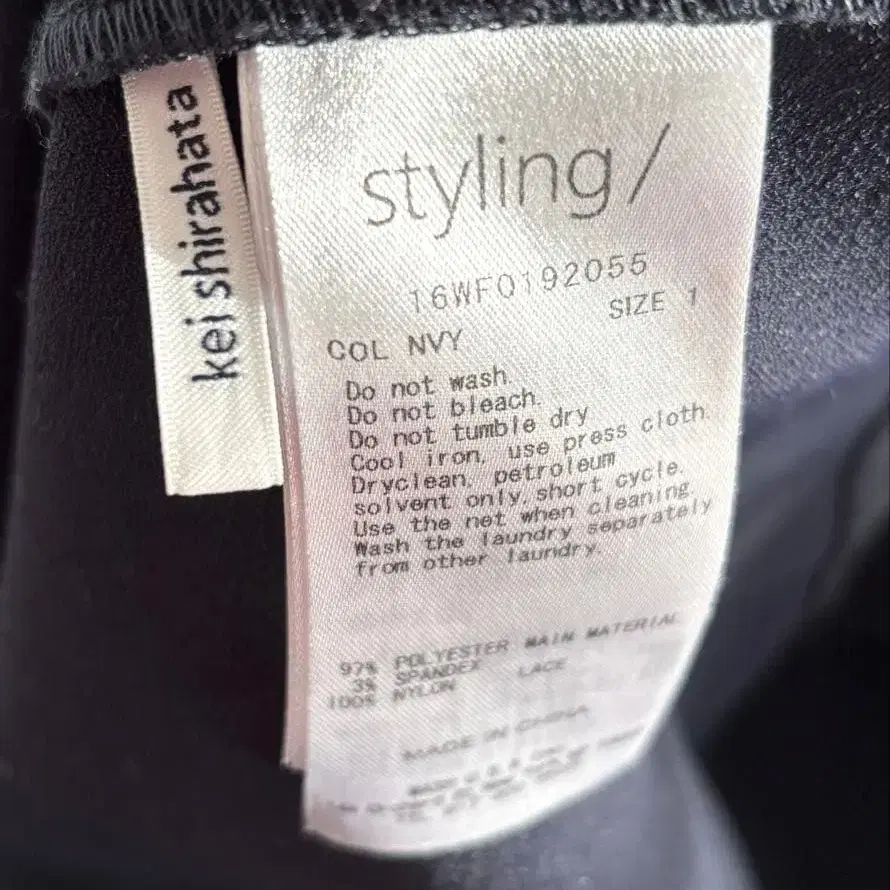 kei shirahata
styling/
16WF0192055
SIZE 1
COL NVY
Do not wash.
Do not bleach.
Do not tumble dry
Cool iron, use press cloth.
Dryclean, petroleum
solvent only, short cycle.
Use the net when cleaning.
Wash the laundry separately
from other laundry.
97% POLYESTER MAIN MATERIAL
3% SPANDEX
100% NYLON LACE
MADE IN CHINA